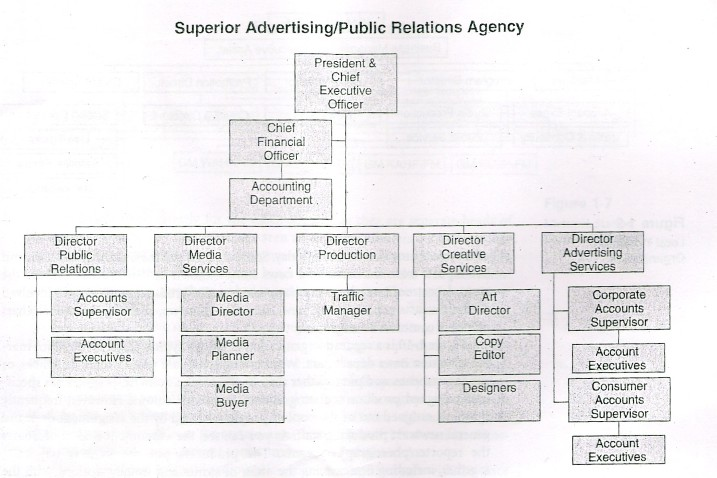 Superior Advertising/Public Relations Agency
President &
Chief
Executive
Officer
Chief
Financial
Officer
Accounting
Department
Director
Public
Relations
Director
Media
Services
Director
Production
Director
Creative
Services
Director
Advertising
Services
Accounts
Supervisor
Account
Executives
Media
Director
Media
Planner
Media
Buyer
Traffic
Manager
Art
Director
Copy
Editor
Designers
Corporate
Accounts
Supervisor
Account
Executives
Consumer
Accounts
Supervisor
Account
Executives